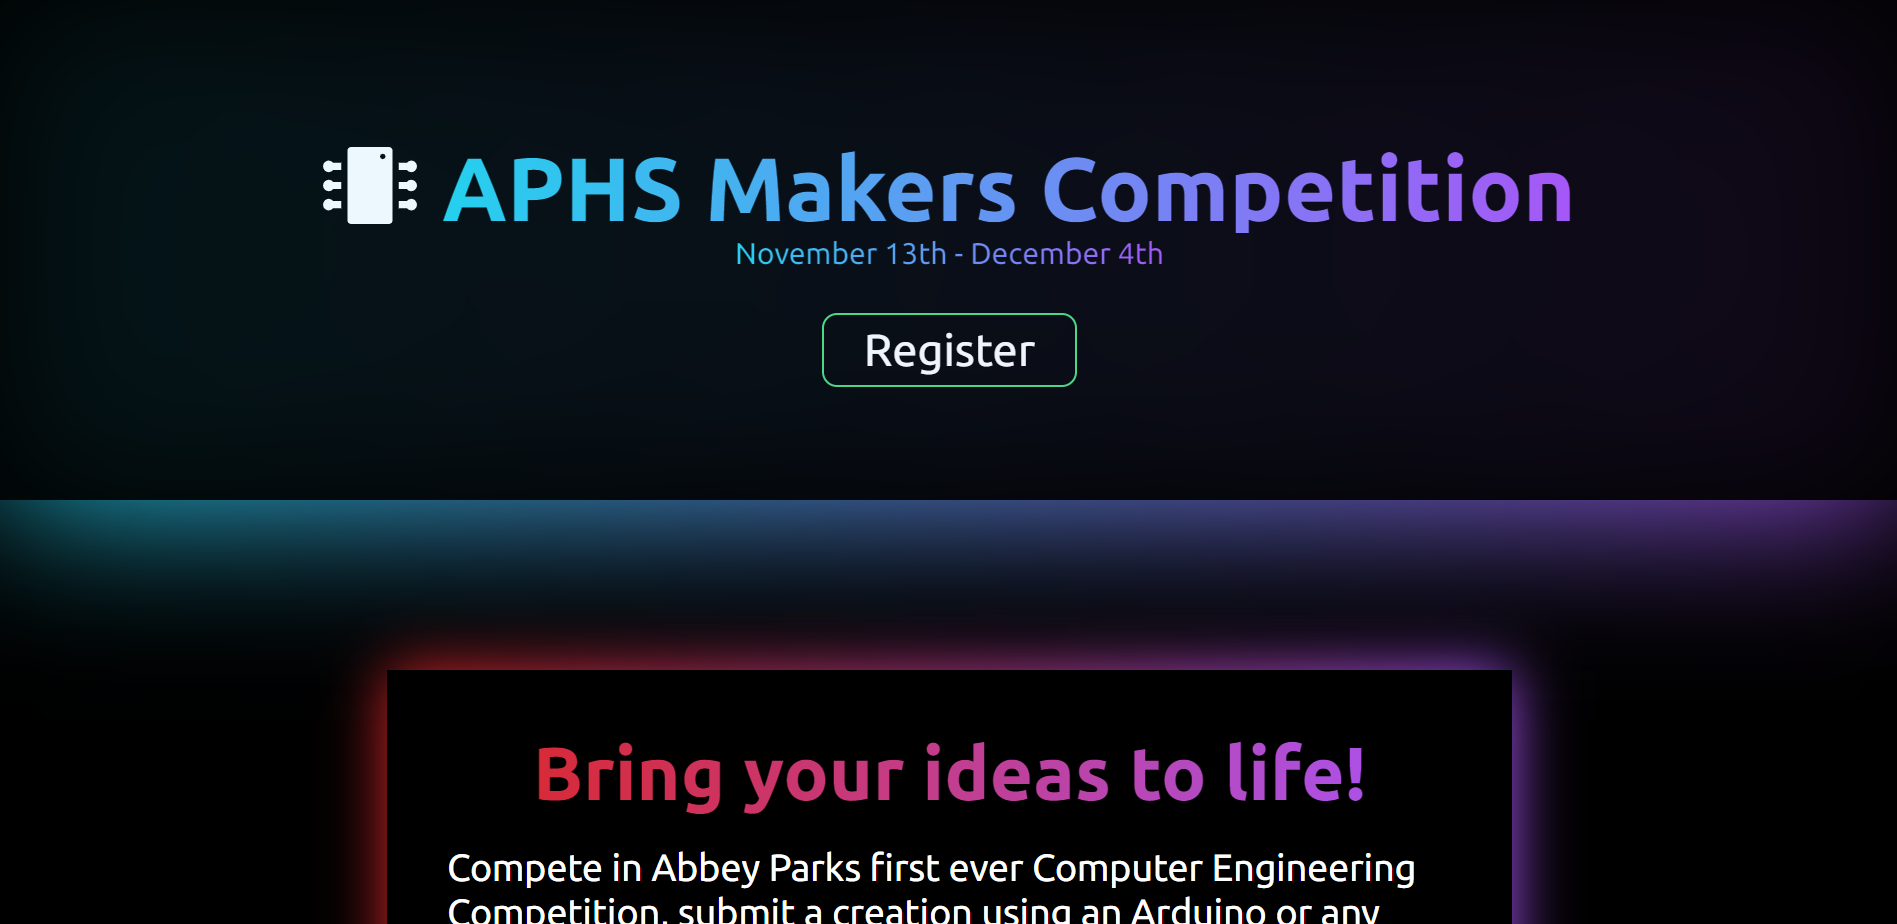 APHS Makers Competition
November 13th - December 4th
Register
Bring your ideas to life!
Compete in Abbey Parks first ever Computer Engineering
Competition, submit a creation using an Arduino or any